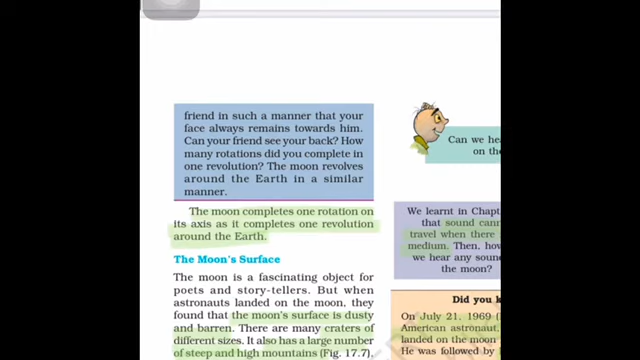 friend in such a manner that your
face always remains towards him.
Can your friend see your back? How
many rotations did you complete in
one revolution? The moon revolves
around the Earth in a similar
manner.
The moon completes one rotation on
its axis as it completes one revolution
around the Earth.
The Moon's Surface
The moon is a fascinating object for
poets and story-tellers. But when
astronauts landed on the moon, they
found that the moon's surface is dusty
and barren. There are many craters of
different sizes. It also has a large number
of steep and high mountains (Fig. 17.7).
Can we
on the
We learnt in
that sound
travel when there
medium. Then,
we hear any
the moon?
Did you
On July 21, 1969
American astronaut,
landed on the moon
He was followed by